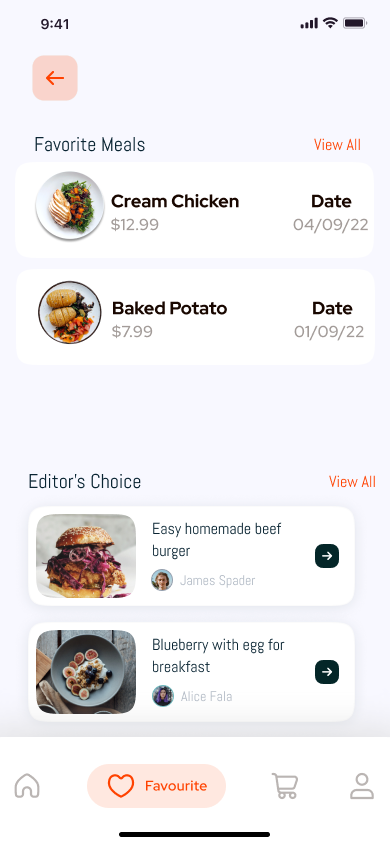 9:41
Favorite Meals
View All
Cream Chicken
Date
$12.99
04/09/22
Baked Potato
Date
$7.99
01/09/22
Editor's Choice
View All
Easy homemade beef
burger
James Spader
Blueberry with egg for
breakfast
Alice Fala
Favourite